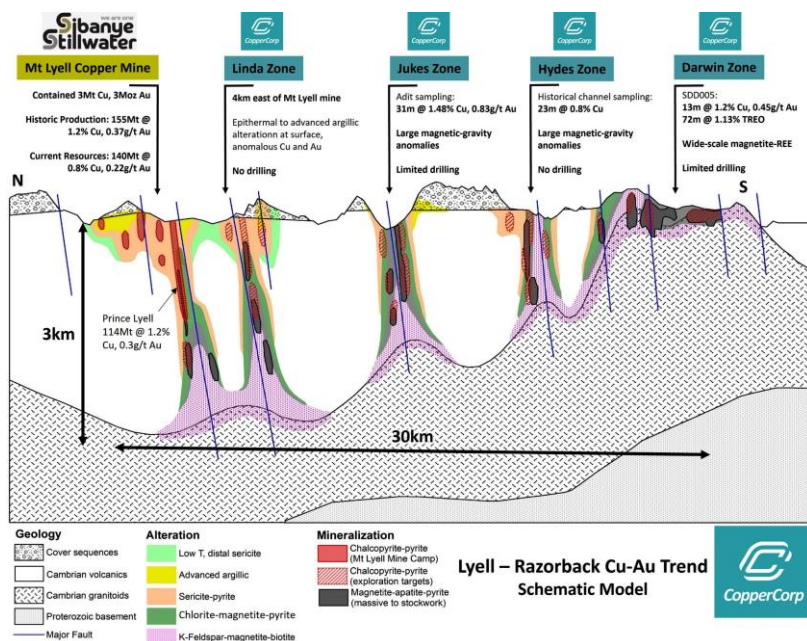 we are one
Sibanye
Stillwater
CopperCorp
CopperCorp
CopperCorp
CopperCorp
Mt Lyell Copper Mine
Linda Zone
Jukes Zone
Hydes Zone
Darwin Zone
Contained 3Mt Cu, 3Moz Au
Historic Production: 155Mt @
1.2% Cu, 0.37g/t Au
Current Resources: 140Mt @
0.8% Cu, 0.22g/t Au
4km east of Mt Lyell mine
Epithermal to advanced argillic
alterationn at surface,
anomalous Cu and Au
No drilling
Adit sampling:
31m @ 1.48% Cu, 0.83g/t Au
Large magnetic-gravity
anomalies
Limited drilling
Historical channel sampling:
23m @ 0.8% Cu
Large magnetic-gravity
anomalies
No drilling
SDD005:
13m @ 1.2% Cu, 0.45g/t Au
72m @ 1.13% TREO
Wide-scale magnetite-REE
Limited drilling
N
S
3km
Prince Lyell
114Mt @ 1.2%
Cu, 0.3g/t Au
30km
Geology
Cover sequences
Cambrian volcanics
Cambrian granitoids
Proterozoic basement
Major Fault
Alteration
Low T, distal sericite
Advanced argillic
Sericite-pyrite
Chlorite-magnetite-pyrite
K-Feldspar-magnetite-biotite
Mineralization
Chalcopyrite-pyrite
(Mt Lyell Mine Camp)
Chalcopyrite-pyrite
(exploration targets)
Magnetite-apatite-pyrite
(massive to stockwork)
Lyell – Razorback Cu-Au Trend
Schematic Model
CopperCorp